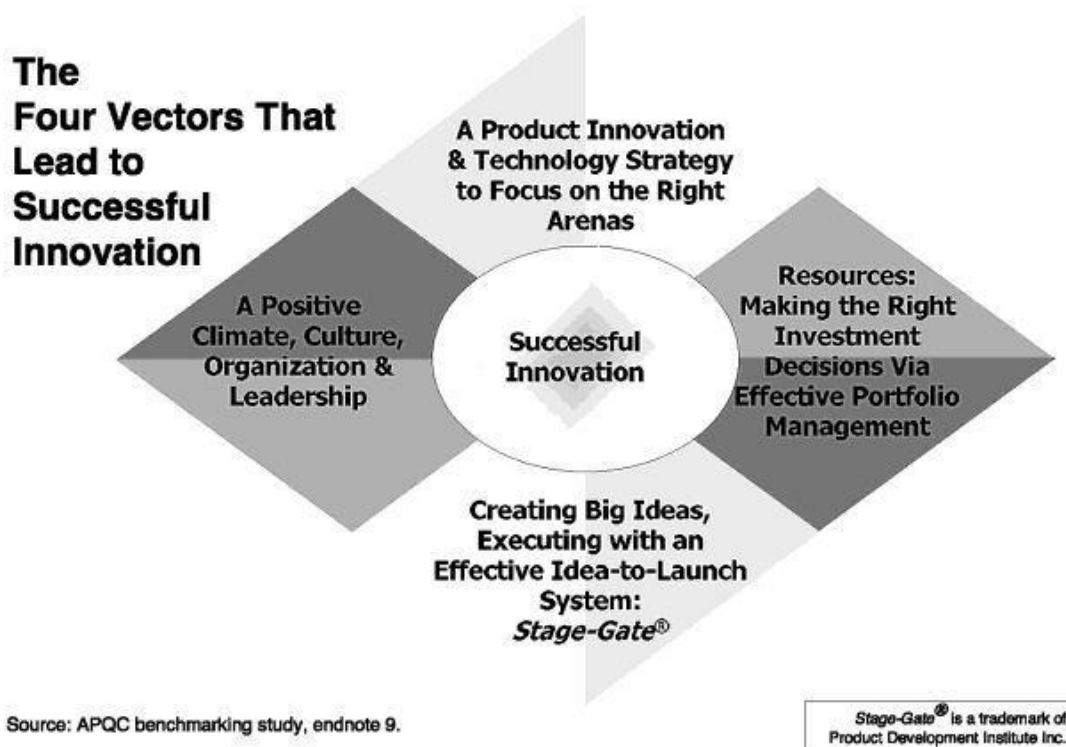 The
Four Vectors That
Lead to
Successful
Innovation
A Product Innovation
& Technology Strategy
to Focus on the Right
Arenas
A Positive
Climate, Culture,
Organization &
Leadership
Successful
Innovation
Resources:
Making the Right
Investment
Decisions Via
Effective Portfolio
Management
Creating Big Ideas,
Executing with an
Effective Idea-to-Launch
System:
Stage-Gate®
Source: APQC benchmarking study, endnote 9.
Stage-Gate® is a trademark of
Product Development Institute Inc.